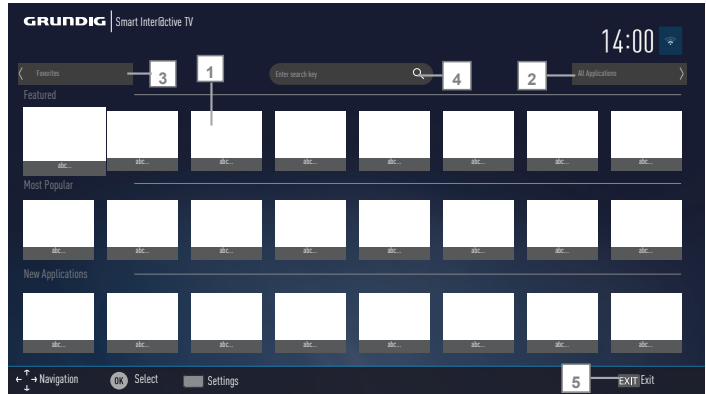 GRUNDIG Smart Inter@ctive TV
14:00
Favorites
3
1
Enter search key
4
2
All Applications
Featured
abc... abc... abc... abc... abc... abc... abc... abc...
Most Popular
abc... abc... abc... abc... abc... abc... abc... abc...
New Applications
abc... abc... abc... abc... abc... abc... abc... abc...
Navigation OK Select Settings 5 EXIT Exit